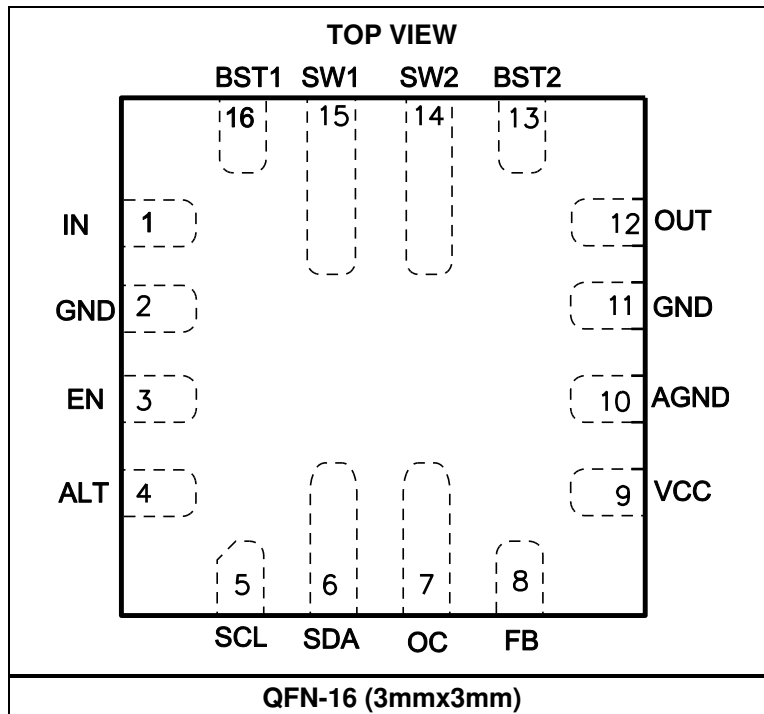 TOP VIEW
BST1 SW1 SW2 BST2
16 15 14 13
IN 1 12 OUT
GND 2 11 GND
EN 3 10 AGND
ALT 4 9 VCC
5 6 7 8
SCL SDA OC FB
QFN-16 (3mmx3mm)